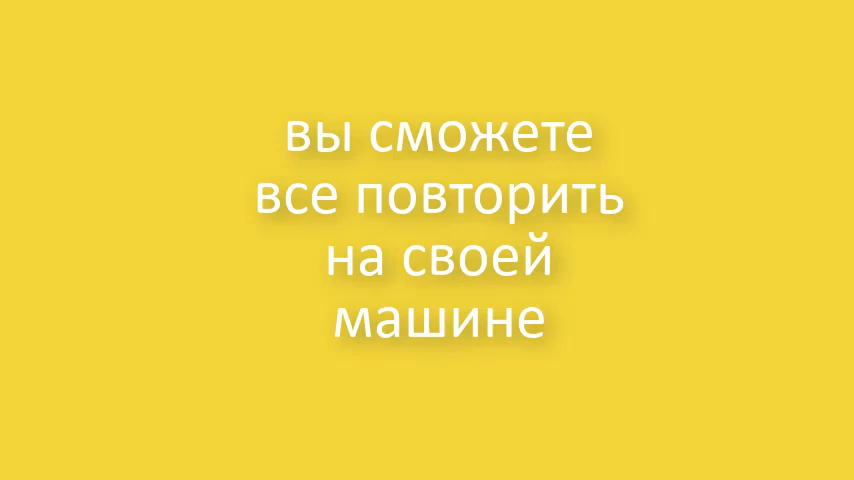 вы сможете
все повторить
на своей
машине